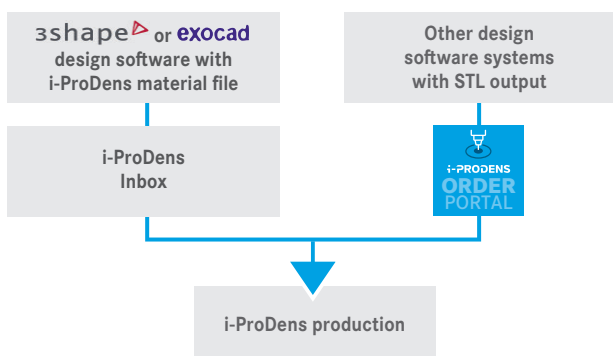 3shape or exocad
design software with
i-ProDens material file
Other design
software systems
with STL output
i-ProDens
Inbox
i-PRODENS
ORDER
PORTAL
i-ProDens production